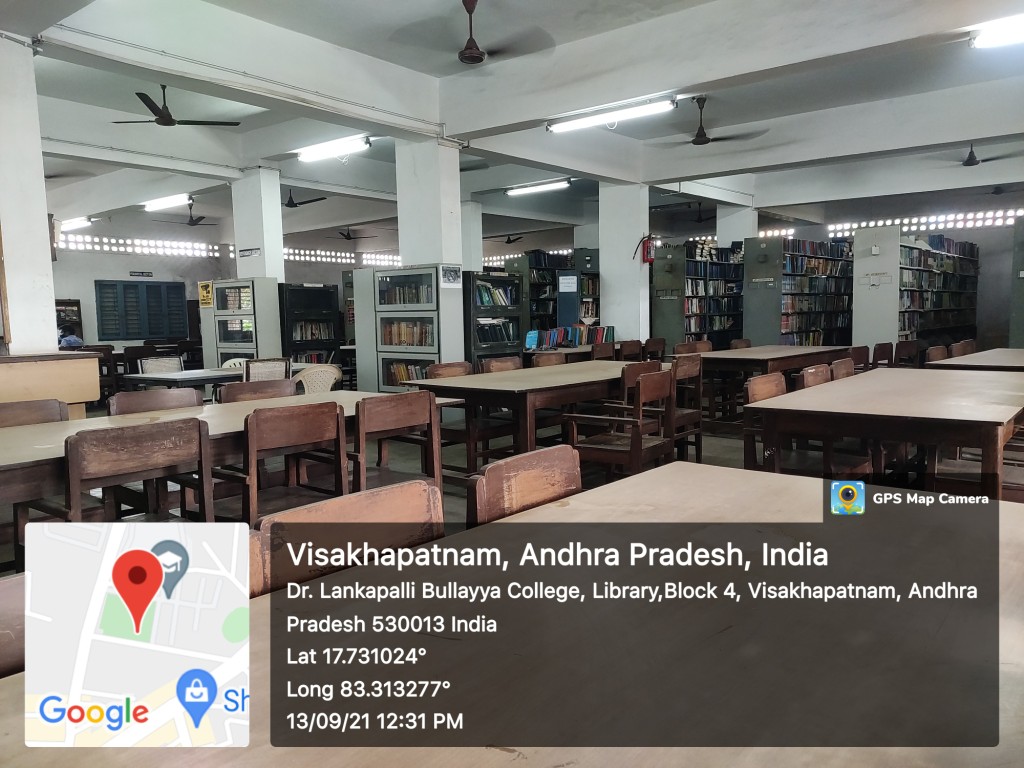 GPS Map Camera
Visakhapatnam, Andhra Pradesh, India
Dr. Lankapalli Bullayya College, Library,Block 4, Visakhapatnam, Andhra
Pradesh 530013 India
Lat 17.731024°
Long 83.313277°
13/09/21 12:31 PM
Google
Sh